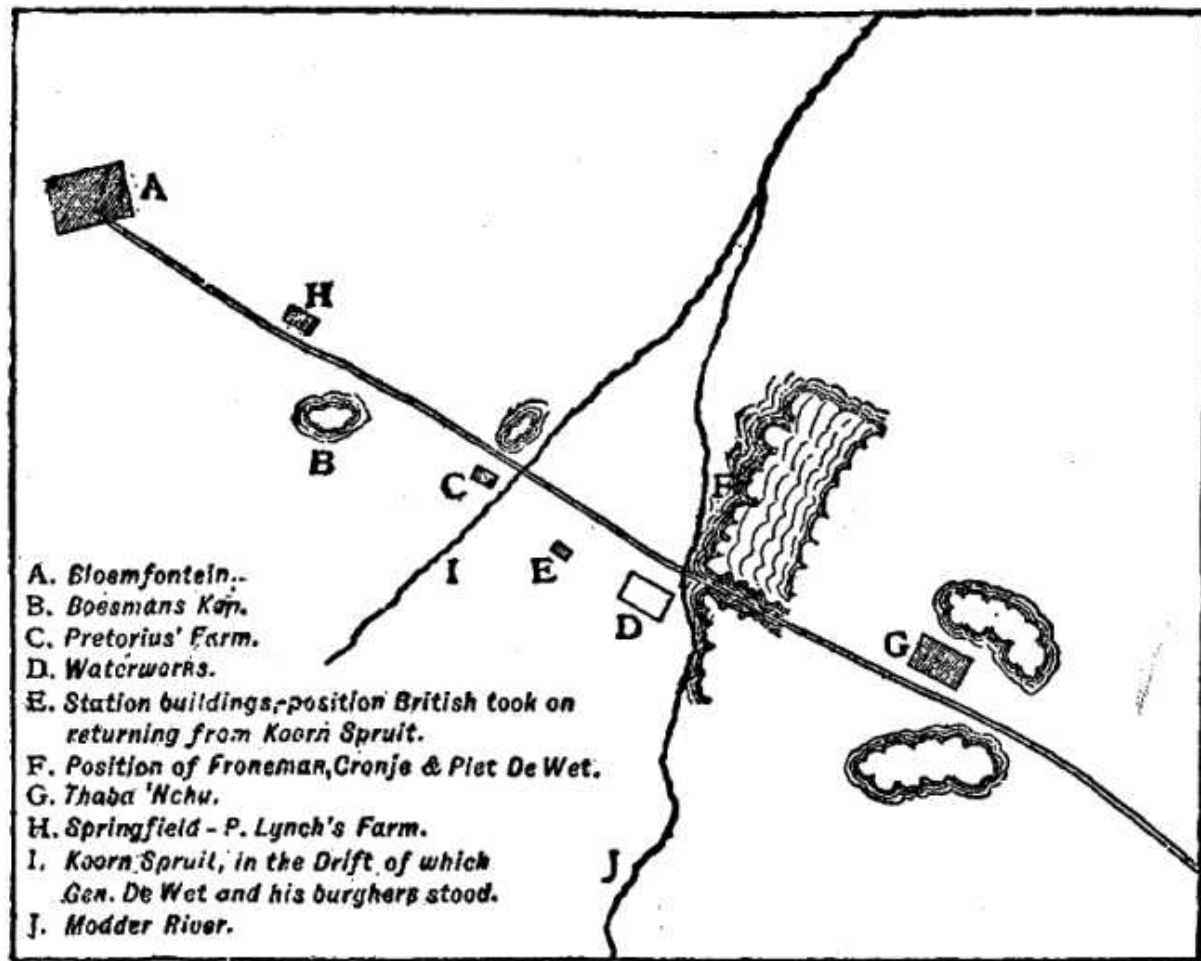 A
H
B
C
I
E
D
F
G
J
A. Bloemfontein.
B. Boesmans Kop.
C. Pretorius' Farm.
D. Waterworks.
E. Station buildings,-position British took on
returning from Koorn Spruit.
F. Position of Froneman, Cronje & Piet De Wet.
G. Thaba 'Nchu.
H. Springfield - P. Lynch's Farm.
I. Koorn Spruit, in the Drift of which
Gen. De Wet and his burghers stood.
J. Modder River.